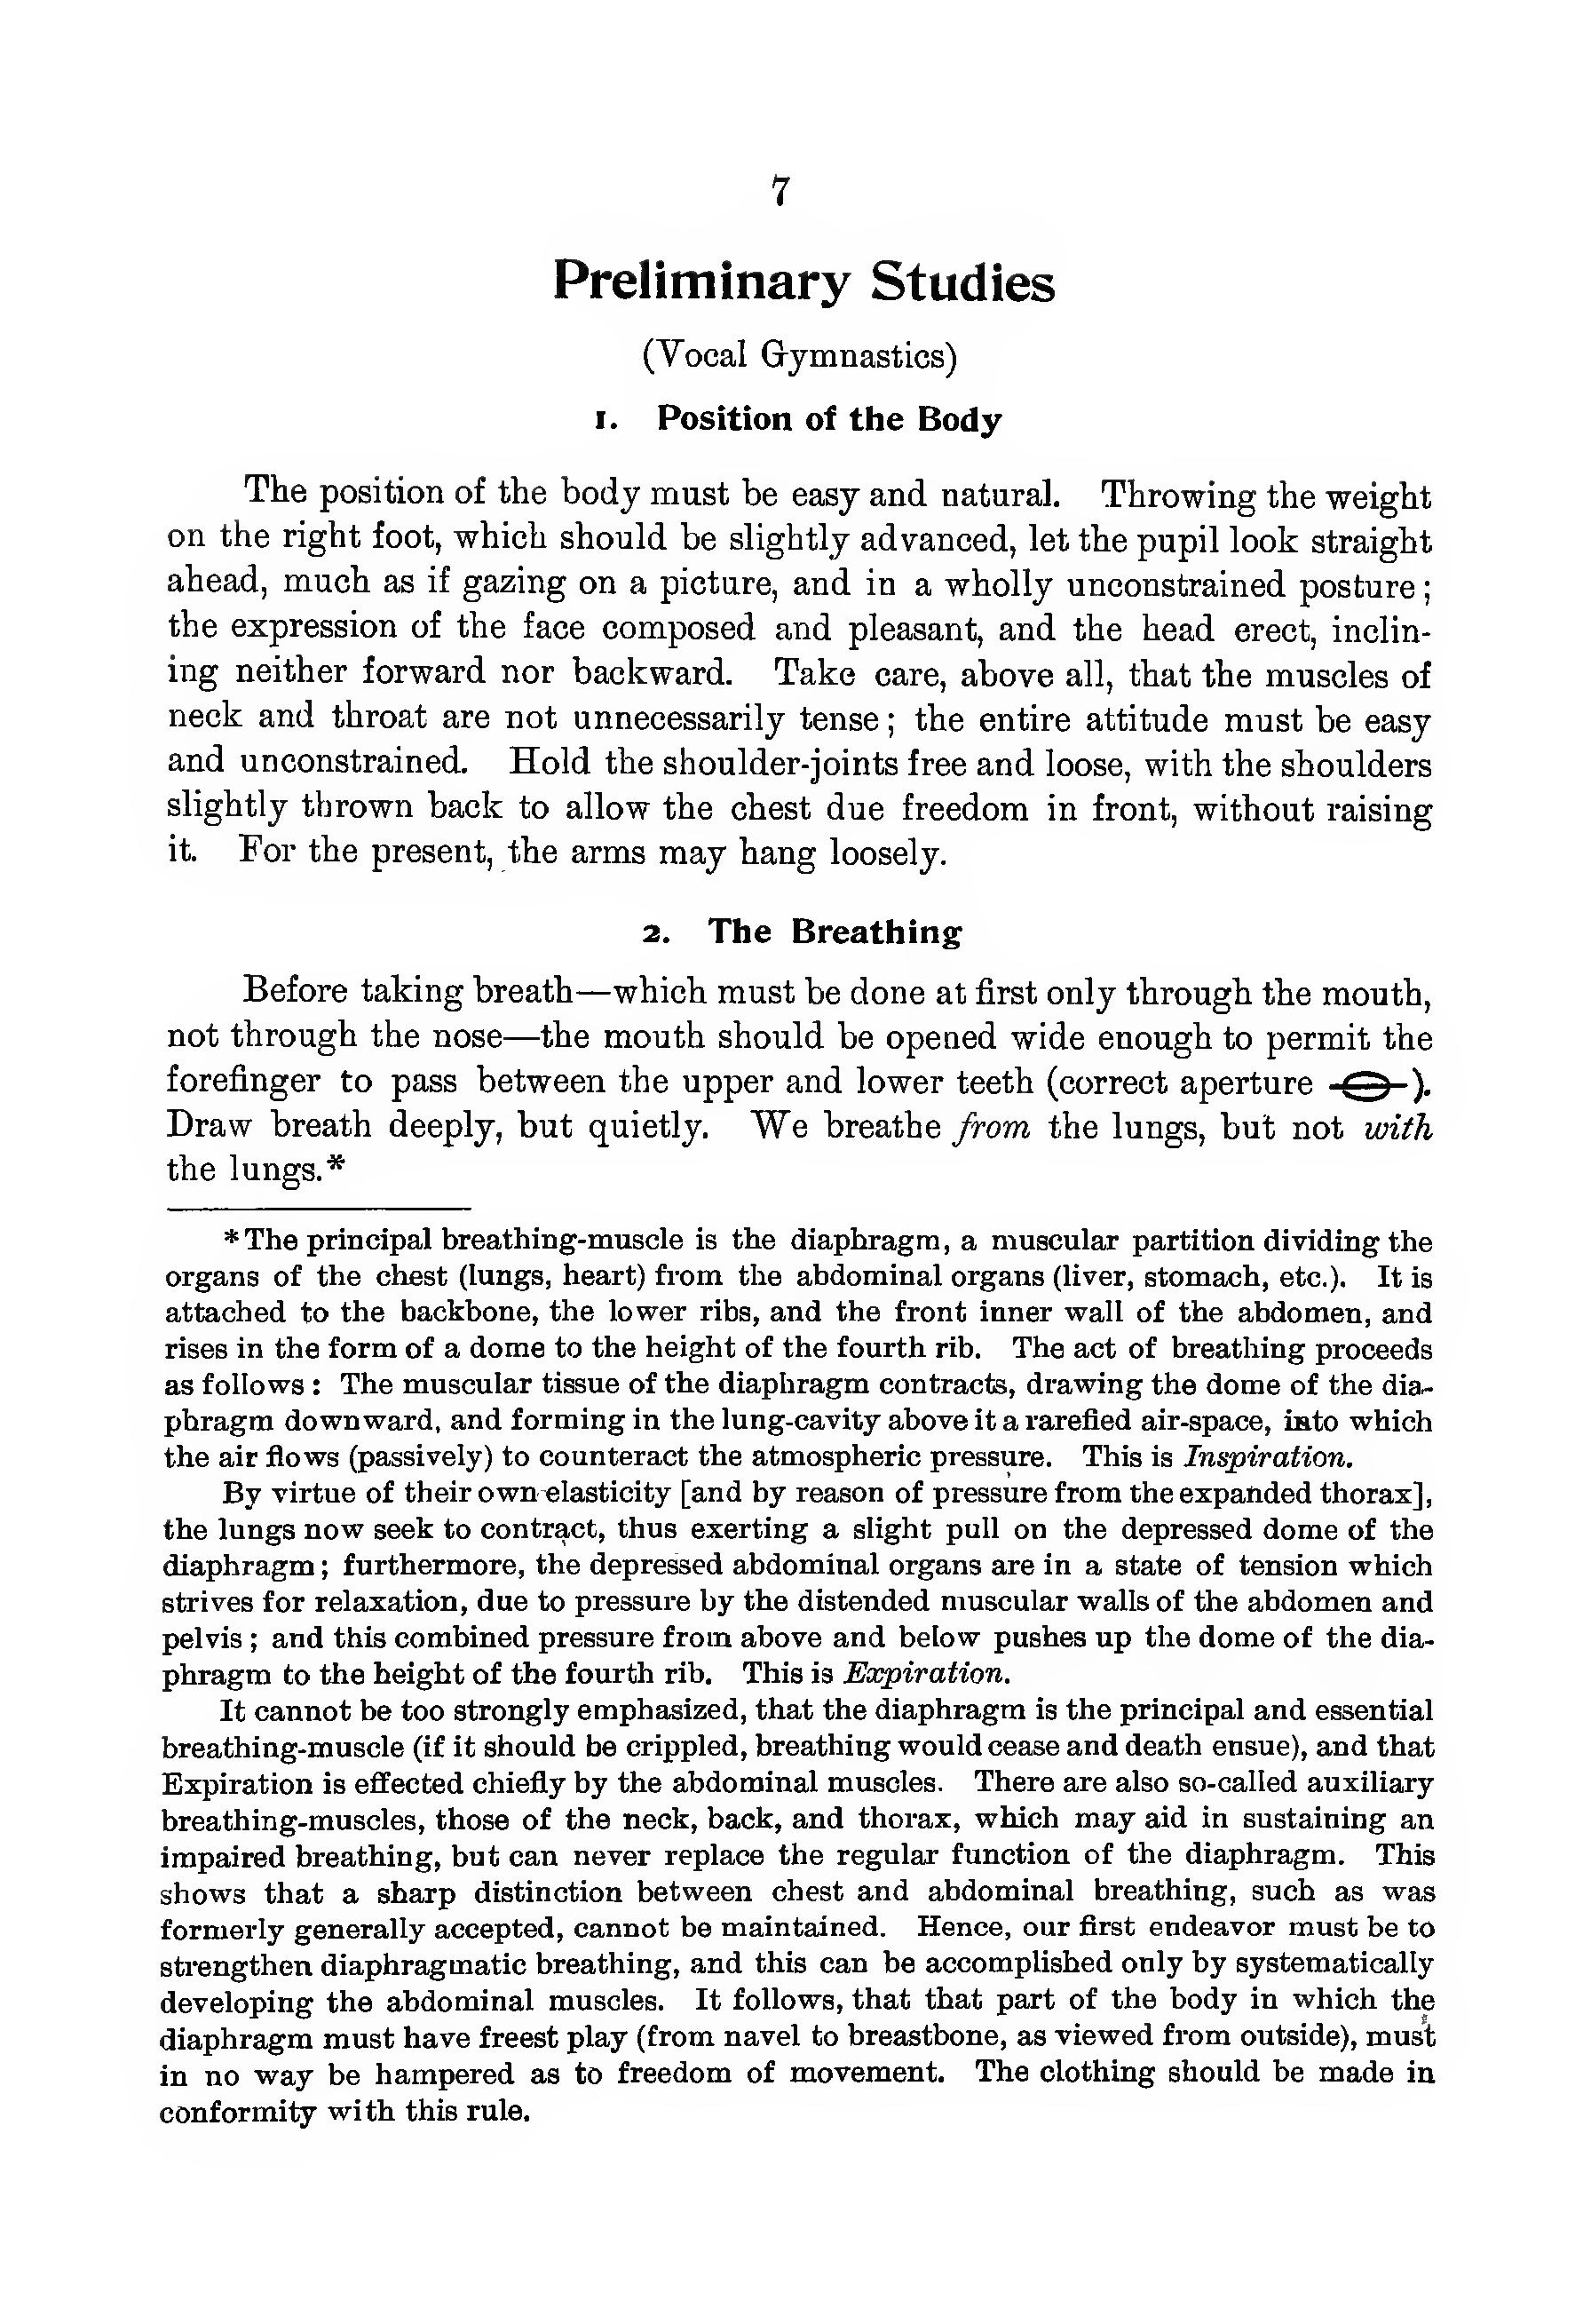 7
Preliminary Studies
(Vocal Gymnastics)
1. Position of the Body
The position of the body must be easy and natural. Throwing the weight
on the right foot, which should be slightly advanced, let the pupil look straight
ahead, much as if gazing on a picture, and in a wholly unconstrained posture;
the expression of the face composed and pleasant, and the head erect, inclin-
ing neither forward nor backward. Take care, above all, that the muscles of
neck and throat are not unnecessarily tense; the entire attitude must be easy
and unconstrained. Hold the shoulder-joints free and loose, with the shoulders
slightly thrown back to allow the chest due freedom in front, without raising
it. For the present, the arms may hang loosely.
2. The Breathing
Before taking breath—which must be done at first only through the mouth,
not through the nose—the mouth should be opened wide enough to permit the
forefinger to pass between the upper and lower teeth (correct aperture ).
Draw breath deeply, but quietly. We breathe from the lungs, but not with
the lungs.*
*The principal breathing-muscle is the diaphragm, a muscular partition dividing the
organs of the chest (lungs, heart) from the abdominal organs (liver, stomach, etc.). It is
attached to the backbone, the lower ribs, and the front inner wall of the abdomen, and
rises in the form of a dome to the height of the fourth rib. The act of breathing proceeds
as follows: The muscular tissue of the diaphragm contracts, drawing the dome of the dia-
phragm downward, and forming in the lung-cavity above it a rarefied air-space, into which
the air flows (passively) to counteract the atmospheric pressure. This is Inspiration.
By virtue of their own elasticity [and by reason of pressure from the expanded thorax],
the lungs now seek to contract, thus exerting a slight pull on the depressed dome of the
diaphragm; furthermore, the depressed abdominal organs are in a state of tension which
strives for relaxation, due to pressure by the distended muscular walls of the abdomen and
pelvis; and this combined pressure from above and below pushes up the dome of the dia-
phragm to the height of the fourth rib. This is Expiration.
It cannot be too strongly emphasized, that the diaphragm is the principal and essential
breathing-muscle (if it should be crippled, breathing would cease and death ensue), and that
Expiration is effected chiefly by the abdominal muscles. There are also so-called auxiliary
breathing-muscles, those of the neck, back, and thorax, which may aid in sustaining an
impaired breathing, but can never replace the regular function of the diaphragm. This
shows that a sharp distinction between chest and abdominal breathing, such as was
formerly generally accepted, cannot be maintained. Hence, our first endeavor must be to
strengthen diaphragmatic breathing, and this can be accomplished only by systematically
developing the abdominal muscles. It follows, that that part of the body in which the
diaphragm must have freest play (from navel to breastbone, as viewed from outside), must
in no way be hampered as to freedom of movement. The clothing should be made in
conformity with this rule.